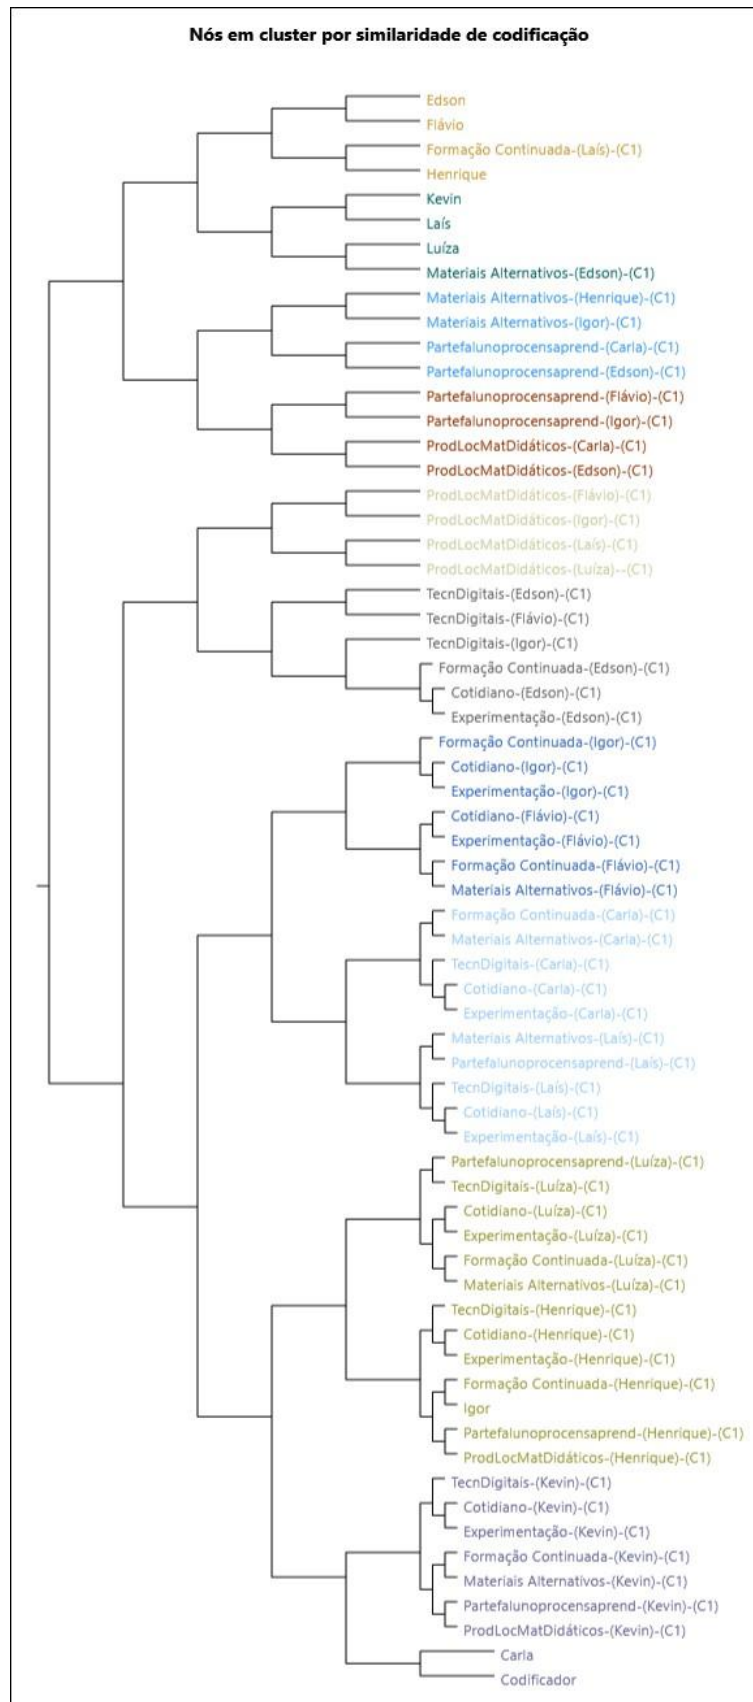 Nós em cluster por similaridade de codificação
Edson
Flávio
Formação Continuada-(Laís)-(C1)
Henrique
Kevin
Laís
Luíza
Materiais Alternativos-(Edson)-(C1)
Materiais Alternativos-(Henrique)-(C1)
Materiais Alternativos-(Igor)-(C1)
Partefalunoprocensaprend-(Carla)-(C1)
Partefalunoprocensaprend-(Edson)-(C1)
Partefalunoprocensaprend-(Flávio)-(C1)
Partefalunoprocensaprend-(Igor)-(C1)
ProdLocMatDidáticos-(Carla)-(C1)
ProdLocMatDidáticos-(Edson)-(C1)
ProdLocMatDidáticos-(Flávio)-(C1)
ProdLocMatDidáticos-(Igor)-(C1)
ProdLocMatDidáticos-(Laís)-(C1)
ProdLocMatDidáticos-(Luíza)--(C1)
TecnDigitais-(Edson)-(C1)
TecnDigitais-(Flávio)-(C1)
TecnDigitais-(Igor)-(C1)
Formação Continuada-(Edson)-(C1)
Cotidiano-(Edson)-(C1)
Experimentação-(Edson)-(C1)
Formação Continuada-(Igor)-(C1)
Cotidiano-(Igor)-(C1)
Experimentação-(Igor)-(C1)
Cotidiano-(Flávio)-(C1)
Experimentação-(Flávio)-(C1)
Formação Continuada-(Flávio)-(C1)
Materiais Alternativos-(Flávio)-(C1)
Formação Continuada-(Carla)-(C1)
Materiais Alternativos-(Carla)-(C1)
TecnDigitais-(Carla)-(C1)
Cotidiano-(Carla)-(C1)
Experimentação-(Carla)-(C1)
Materiais Alternativos-(Laís)-(C1)
Partefalunoprocensaprend-(Laís)-(C1)
TecnDigitais-(Laís)-(C1)
Cotidiano-(Laís)-(C1)
Experimentação-(Laís)-(C1)
Partefalunoprocensaprend-(Luíza)-(C1)
TecnDigitais-(Luíza)-(C1)
Cotidiano-(Luíza)-(C1)
Experimentação-(Luíza)-(C1)
Formação Continuada-(Luíza)-(C1)
Materiais Alternativos-(Luíza)-(C1)
TecnDigitais-(Henrique)-(C1)
Cotidiano-(Henrique)-(C1)
Experimentação-(Henrique)-(C1)
Formação Continuada-(Henrique)-(C1)
Igor
Partefalunoprocensaprend-(Henrique)-(C1)
ProdLocMatDidáticos-(Henrique)-(C1)
TecnDigitais-(Kevin)-(C1)
Cotidiano-(Kevin)-(C1)
Experimentação-(Kevin)-(C1)
Formação Continuada-(Kevin)-(C1)
Materiais Alternativos-(Kevin)-(C1)
Partefalunoprocensaprend-(Kevin)-(C1)
ProdLocMatDidáticos-(Kevin)-(C1)
Carla
Codificador